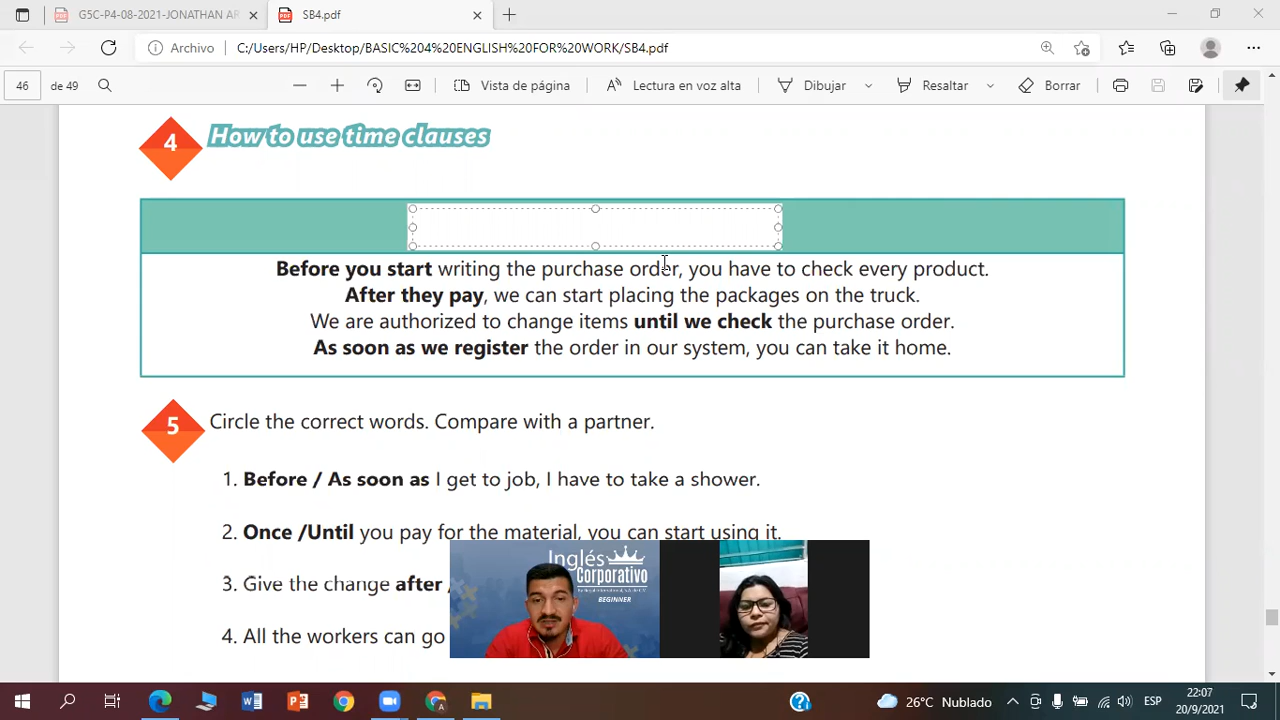 G5C-P4-08-2021-JONATHAN AR
SB4.pdf
Archivo
C:/Users/HP/Desktop/BASIC%204%20ENGLISH%20FOR%20WORK/SB4.pdf
46 de 49
Vista de página
Lectura en voz alta
Dibujar
Resaltar
Borrar
4
How to use time clauses
Before you start writing the purchase order, you have to check every product.
After they pay, we can start placing the packages on the truck.
We are authorized to change items until we check the purchase order.
As soon as we register the order in our system, you can take it home.
5
Circle the correct words. Compare with a partner.
1. Before / As soon as I get to job, I have to take a shower.
2. Once /Until you pay for the material, you can start using it.
3. Give the change after /
4. All the workers can go
Inglés
Corporativo
BEGINNER
26°C Nublado
ESP
22:07
20/9/2021